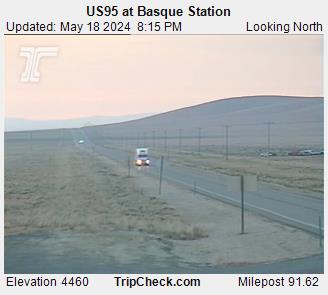 US95 at Basque Station
Updated: May 18 2024 8:15 PM Looking North
Elevation 4460 TripCheck.com Milepost 91.62